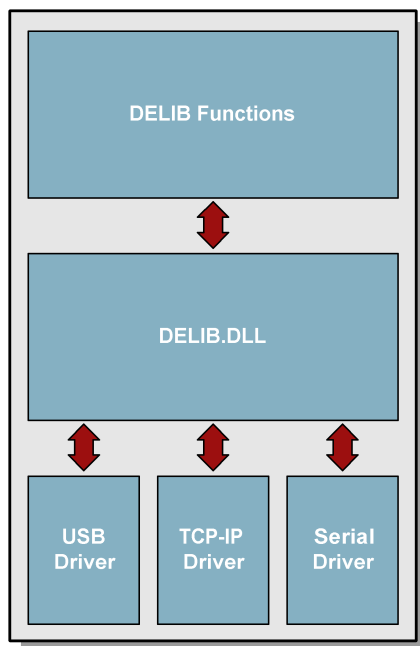 DELIB Functions
DELIB.DLL
USB
Driver
TCP-IP
Driver
Serial
Driver